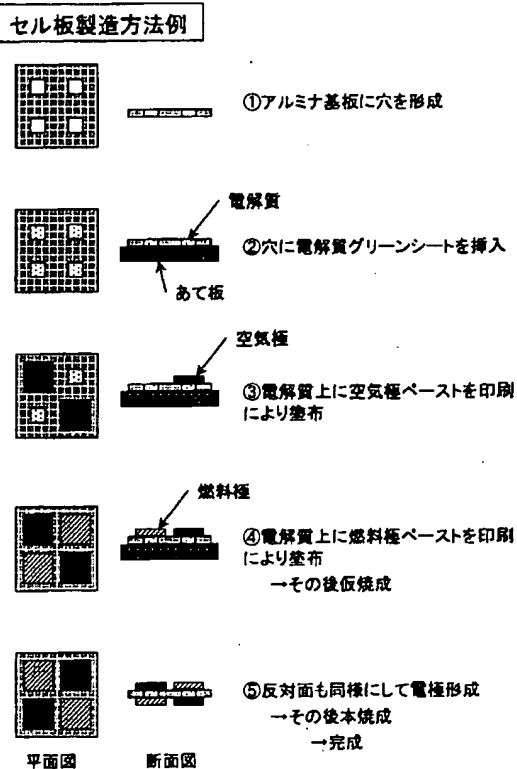 セル板製造方法例
①アルミナ基板に穴を形成
電解質
②穴に電解質グリーンシートを挿入
あて板
空気極
③電解質上に空気極ペーストを印刷
により塗布
燃料極
④電解質上に燃料極ペーストを印刷
により塗布
→その後仮焼成
⑤反対面も同様にして電極形成
→その後本焼成
→完成
平面図
断面図